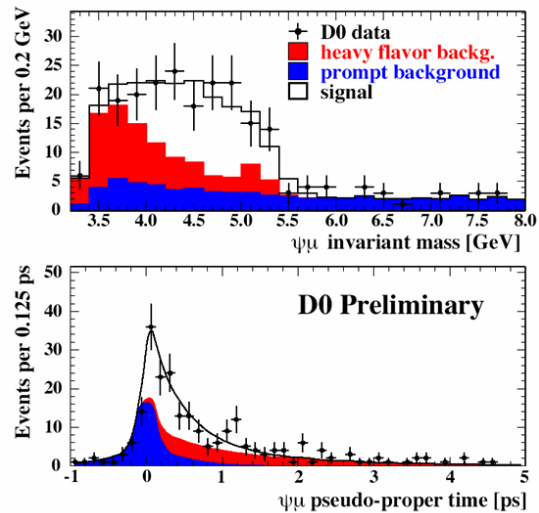 D0 data
heavy flavor backg.
prompt background
signal
Events per 0.2 GeV
30
25
20
15
10
5
0
3.5 4.0 4.5 5.0 5.5 6.0 6.5 7.0 7.5 8.0
ψμ invariant mass [GeV]
D0 Preliminary
Events per 0.125 ps
50
40
30
20
10
0
-1 0 1 2 3 4 5
ψμ pseudo-proper time [ps]